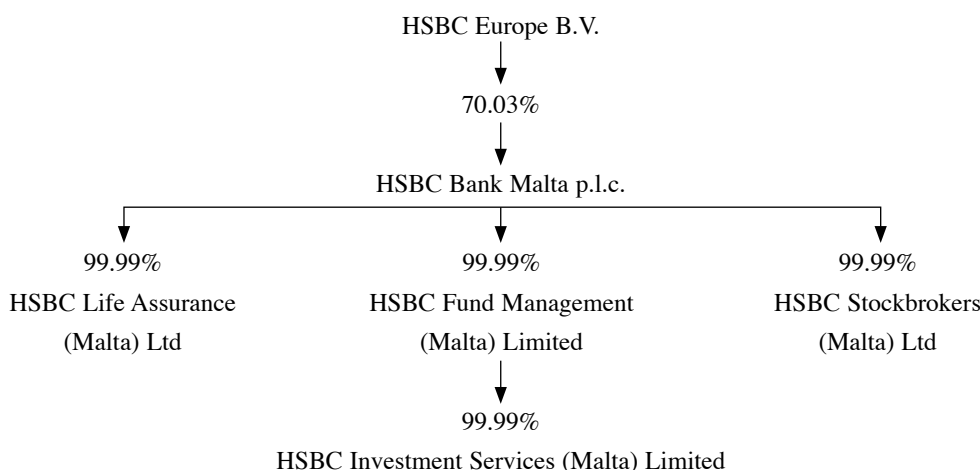 HSBC Europe B.V.
70.03%
HSBC Bank Malta p.l.c.
99.99%
HSBC Life Assurance
(Malta) Ltd
99.99%
HSBC Fund Management
(Malta) Limited
99.99%
HSBC Stockbrokers
(Malta) Ltd
99.99%
HSBC Investment Services (Malta) Limited